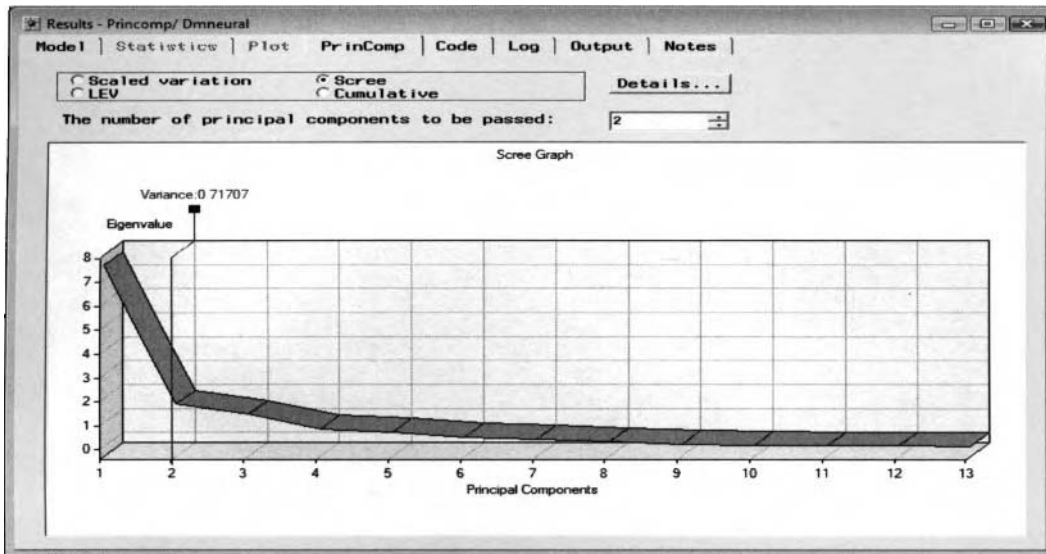 Results - Princomp/ Dmneural
Model Statistics Plot PrinComp Code Log Output Notes
Scaled variation Scree
LEV Cumulative
Details...
The number of principal components to be passed: 2
Scree Graph
Variance:0 71707
Eigenvalue
8
7
6
5
4
3
2
1
0
1 2 3 4 5 6 7 8 9 10 11 12 13
Principal Components